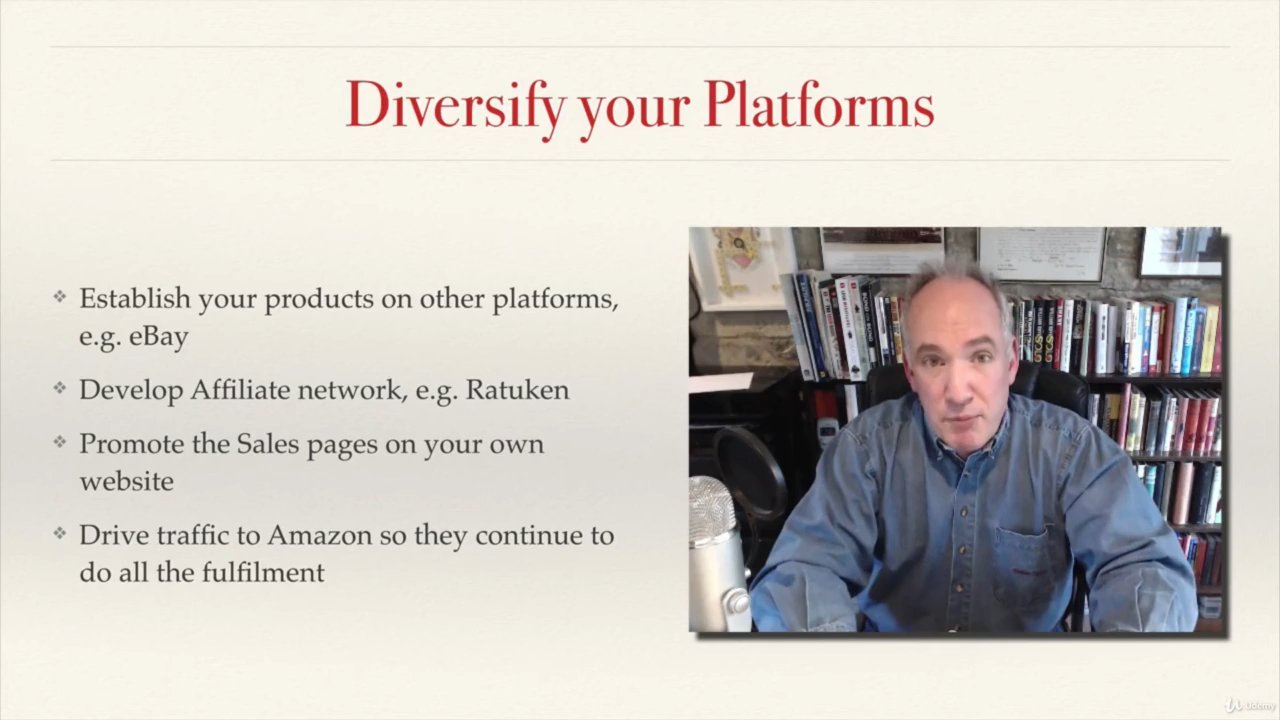 Diversify your Platforms
Establish your products on other platforms,
e.g. eBay
Develop Affiliate network, e.g. Ratuken
Promote the Sales pages on your own
website
Drive traffic to Amazon so they continue to
do all the fulfilment
Udemy